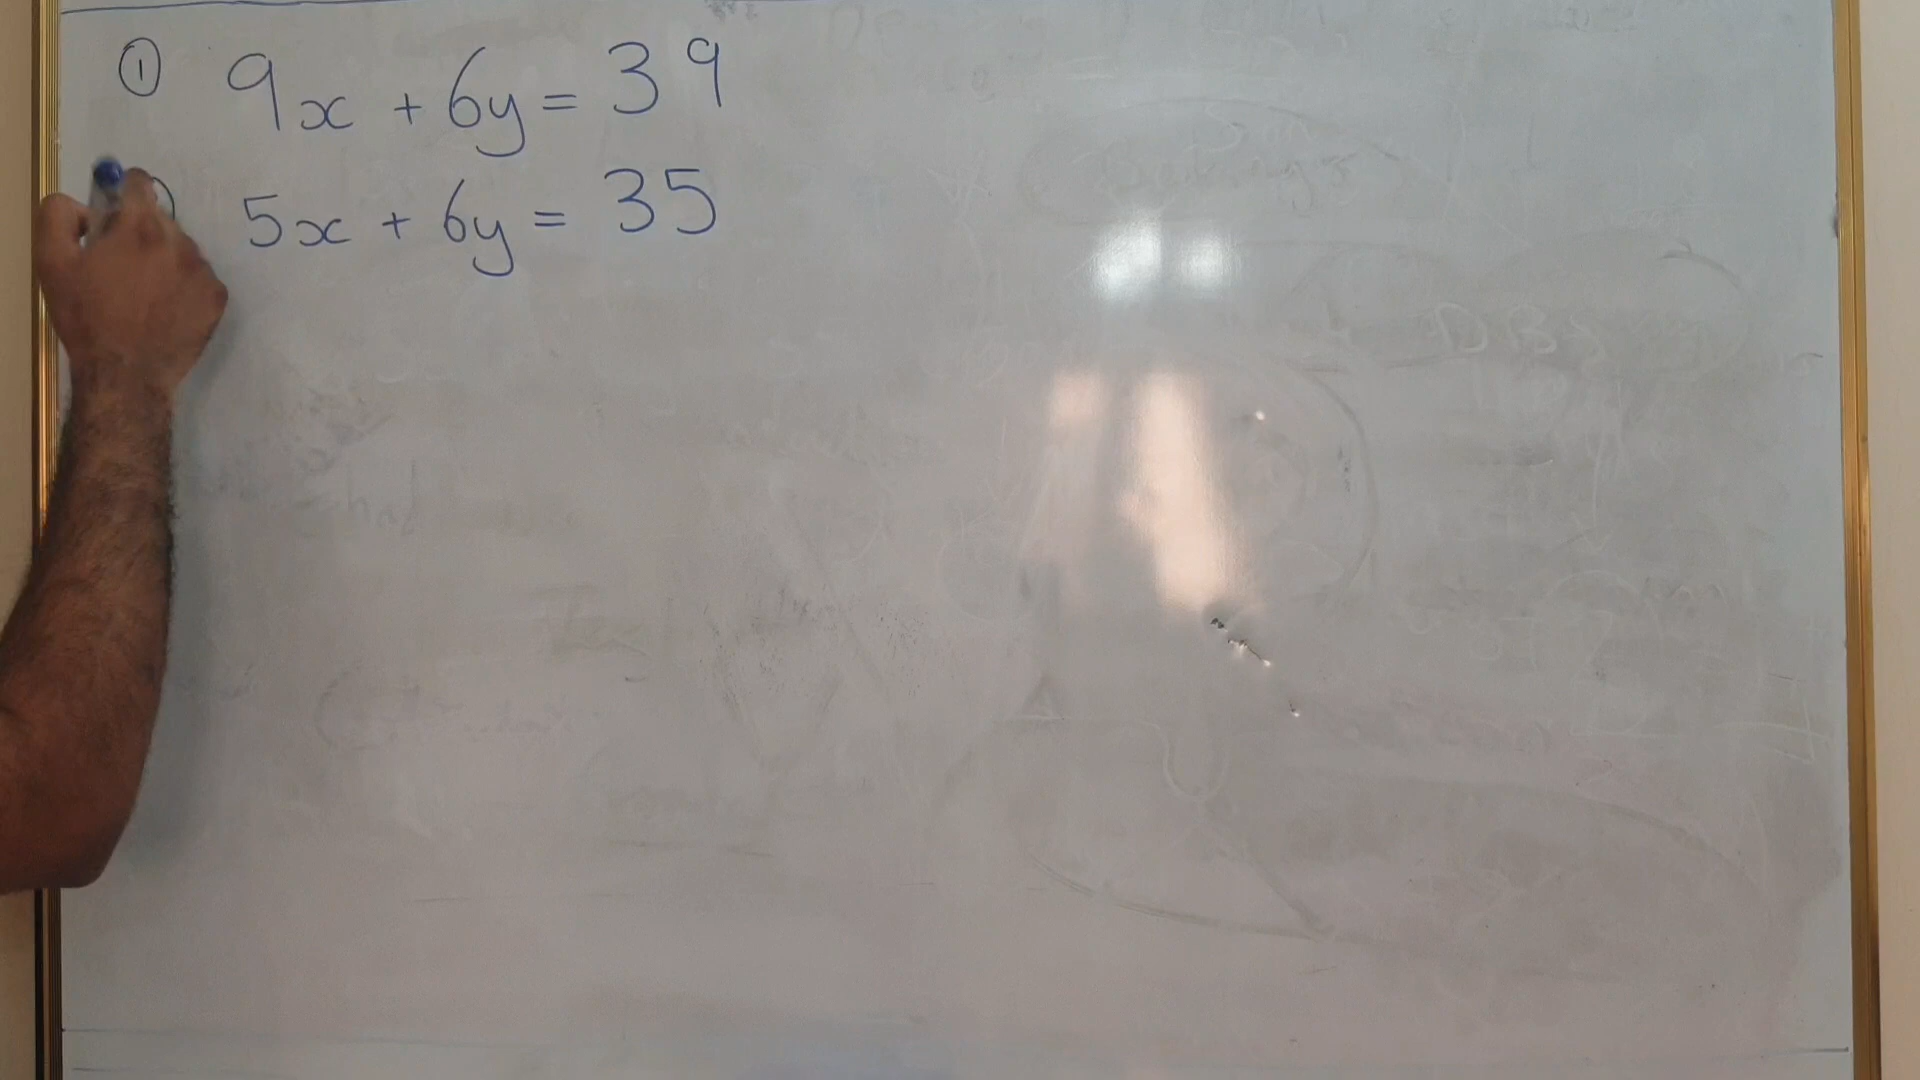 ① 9x + 6y = 39
5x + 6y = 35